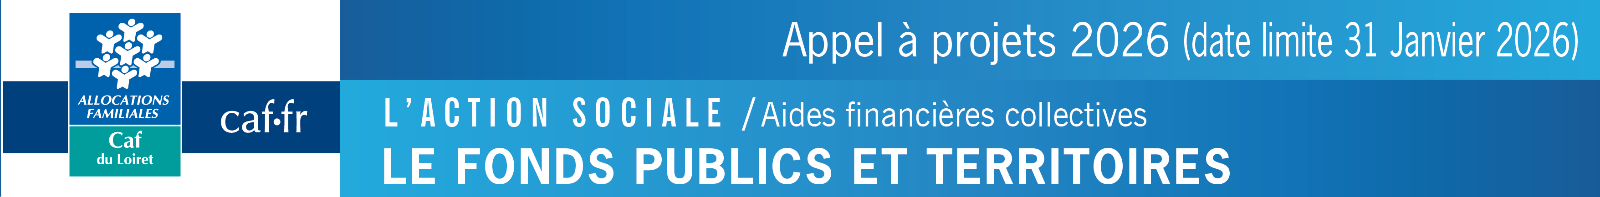 ALLOCATIONS
FAMILIALES
Caf
du Loiret
caf.fr
Appel à projets 2026 (date limite 31 Janvier 2026)
L'ACTION SOCIALE / Aides financières collectives
LE FONDS PUBLICS ET TERRITOIRES